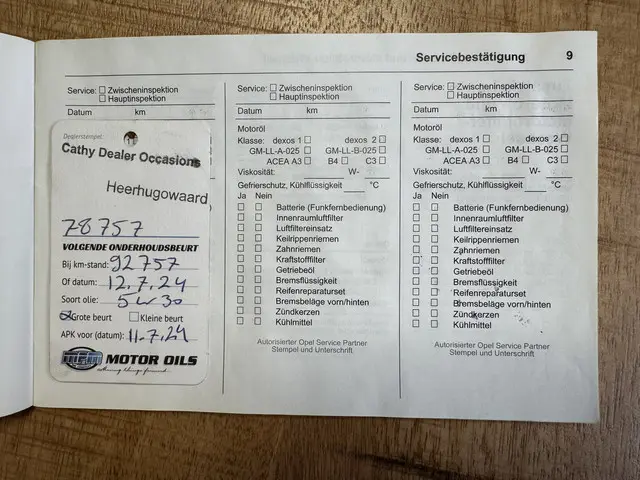 Servicebestätigung 9
Service: Zwischeninspektion
Hauptinspektion
Datum km
Dealerstempel:
Cathy Dealer Occasions
Heerhugowaard
78757
VOLGENDE ONDERHOUDSBEURT
Bij km-stand: 92757
Of datum: 12.7.24
Soort olie: 5w30
Grote beurt Kleine beurt
APK voor (datum): 11.7.24
MOTOR OILS
Service: Zwischeninspektion
Hauptinspektion
Datum km
Motoröl
Klasse: dexos 1 dexos 2
GM-LL-A-025 GM-LL-B-025
ACEA A3 B4 C3
Viskosität: W-
Gefrierschutz, Kühlflüssigkeit °C
Ja Nein
Batterie (Funkfernbedienung)
Innenraumluftfilter
Luftfiltereinsatz
Keilrippenriemen
Zahnriemen
Kraftstofffilter
Getriebeöl
Bremsflüssigkeit
Reifenreparaturset
Bremsbeläge vorn/hinten
Zündkerzen
Kühlmittel
Autorisierter Opel Service Partner
Stempel und Unterschrift
Service: Zwischeninspektion
Hauptinspektion
Datum km
Motoröl
Klasse: dexos 1 dexos 2
GM-LL-A-025 GM-LL-B-025
ACEA A3 B4 C3
Viskosität: W-
Gefrierschutz, Kühlflüssigkeit °C
Ja Nein
Batterie (Funkfernbedienung)
Innenraumluftfilter
Luftfiltereinsatz
Keilrippenriemen
Zahnriemen
Kraftstofffilter
Getriebeöl
Bremsflüssigkeit
Reifenreparaturset
Bremsbeläge vorn/hinten
Zündkerzen
Kühlmittel
Autorisierter Opel Service Partner
Stempel und Unterschrift